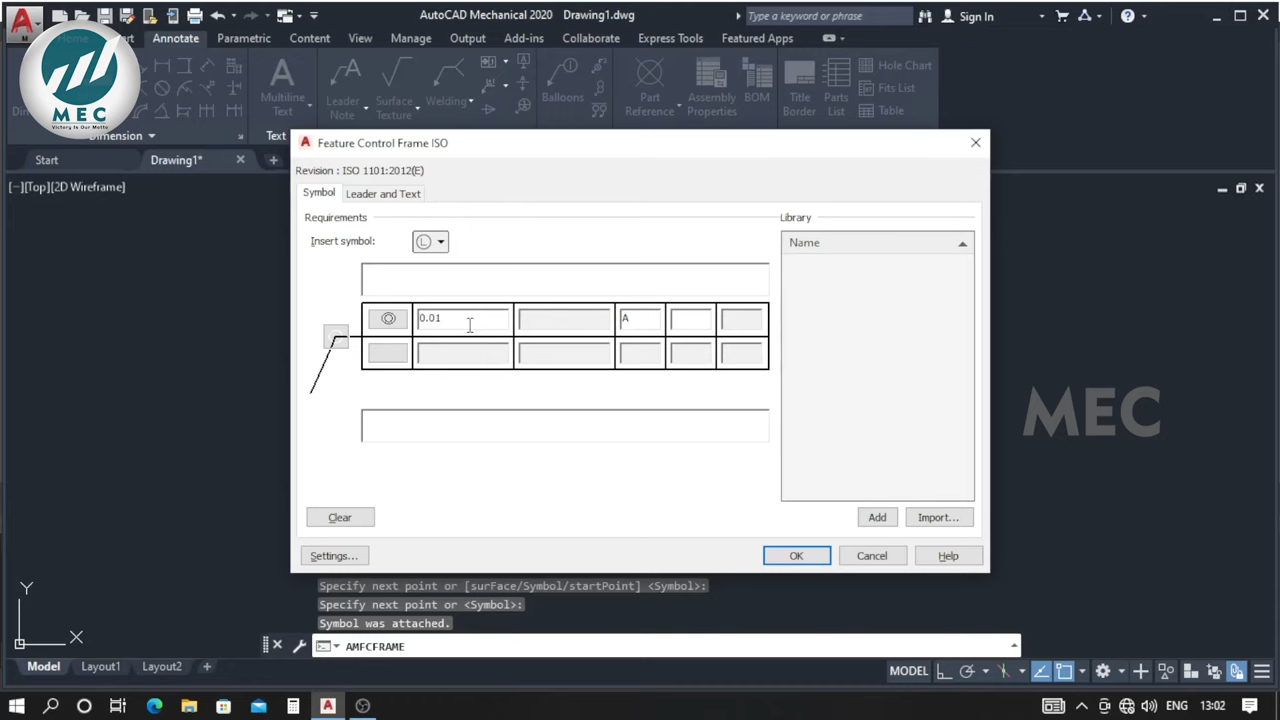 AutoCAD Mechanical 2020 Drawing1.dwg
Type a keyword or phrase
Sign In
Annotate Parametric Content View Manage Output Add-ins Collaborate Express Tools Featured Apps
Multiline
Text
Leader
Note
Surface
Texture
Welding
Balloons
Part
Reference
Assembly
Properties
BOM
Title
Border
Parts
List
Hole Chart
Fits List
Table
Dimension
Text
MEC
Victory Is Our Motto
Start
Drawing1*
[−][Top][2D Wireframe]
Feature Control Frame ISO
Revision : ISO 1101:2012(E)
Symbol
Leader and Text
Requirements
Library
Insert symbol:
L
Name
0.01
A
MEC
Clear
Add
Import...
Settings...
OK
Cancel
Help
Specify next point or [surFace/Symbol/startPoint] <Symbol>:
Specify next point or <Symbol>:
Symbol was attached.
AMFCFRAME
Y
X
Model
Layout1
Layout2
MODEL
ENG
13:02